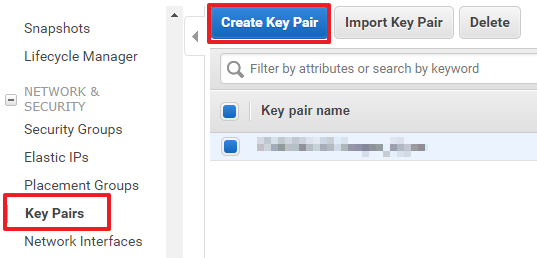 Snapshots
Lifecycle Manager
NETWORK &
SECURITY
Security Groups
Elastic IPs
Placement Groups
Key Pairs
Network Interfaces
Create Key Pair Import Key Pair Delete
Filter by attributes or search by keyword
Key pair name